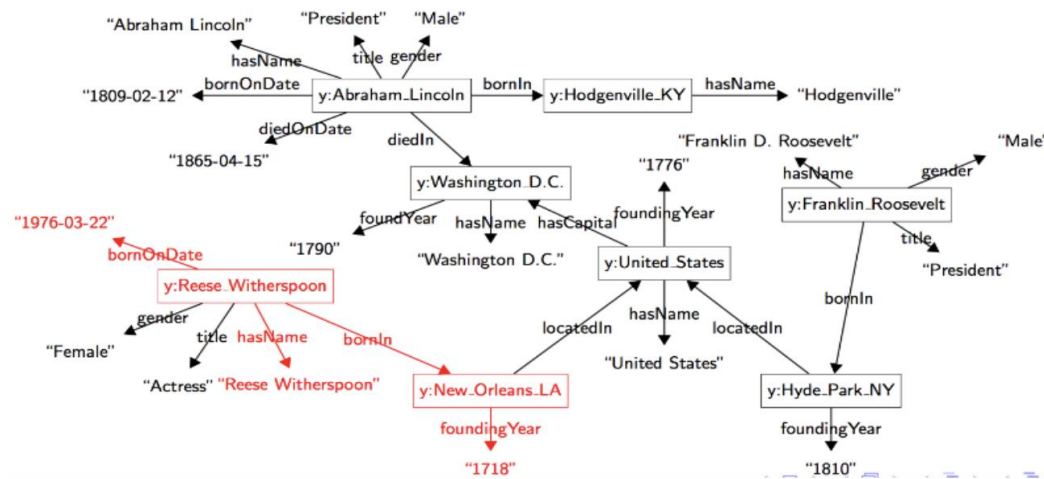 “Abraham Lincoln”
“President”
“Male”
hasName
title
gender
bornOnDate
“1809-02-12”
y:Abraham_Lincoln
bornIn
y:Hodgenville_KY
hasName
“Hodgenville”
diedOnDate
“1865-04-15”
diedIn
“Franklin D. Roosevelt”
“Male”
hasName
gender
“1776”
y:Washington_D.C.
y:Franklin_Roosevelt
“1976-03-22”
foundYear
hasName
hasCapital
foundingYear
title
bornOnDate
“1790”
“Washington D.C.”
y:United_States
“President”
y:Reese_Witherspoon
bornIn
gender
title
hasName
bornIn
locatedIn
hasName
locatedIn
“Female”
“Actress”
“Reese Witherspoon”
“United States”
y:New_Orleans_LA
y:Hyde_Park_NY
foundingYear
foundingYear
“1718”
“1810”